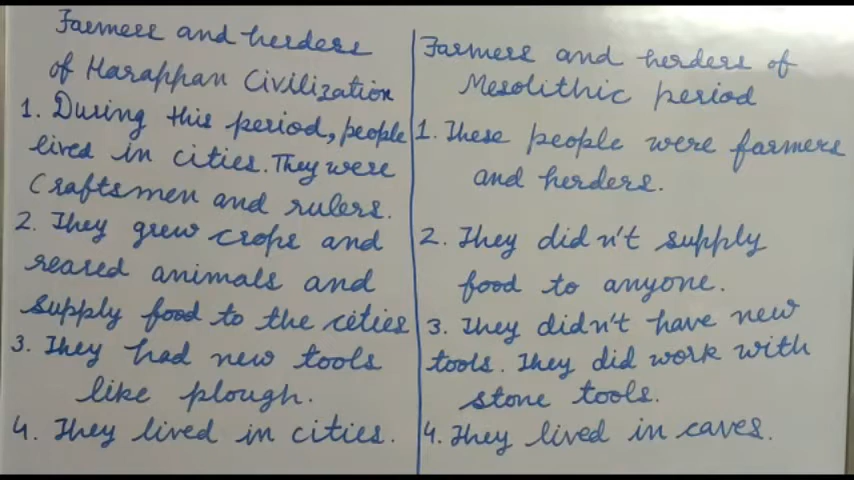 Farmers and herders
of Harappan Civilization
1. During this period, people
lived in cities. They were
Craftsmen and rulers.
2. They grew crops and
reared animals and
supply food to the cities
3. They had new tools
like plough.
4. They lived in cities.
Farmers and herders of
Mesolithic period
1. These people were farmers
and herders.
2. They didn't supply
food to anyone.
3. They didn't have new
tools. They did work with
stone tools.
4. They lived in caves.